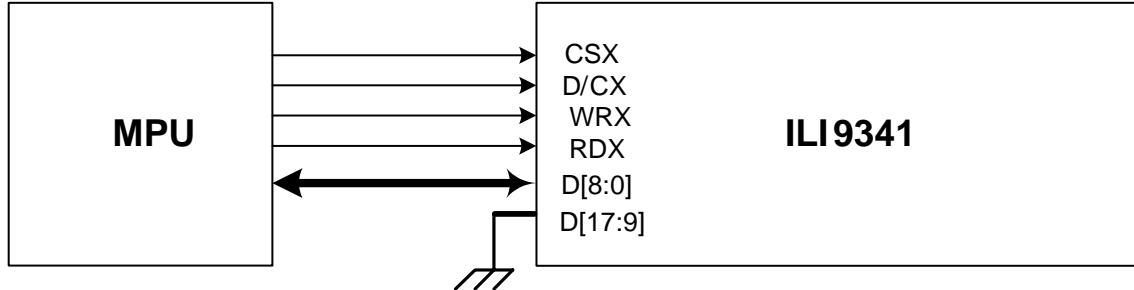 MPU
CSX
D/CX
WRX
RDX
D[8:0]
D[17:9]
ILI9341